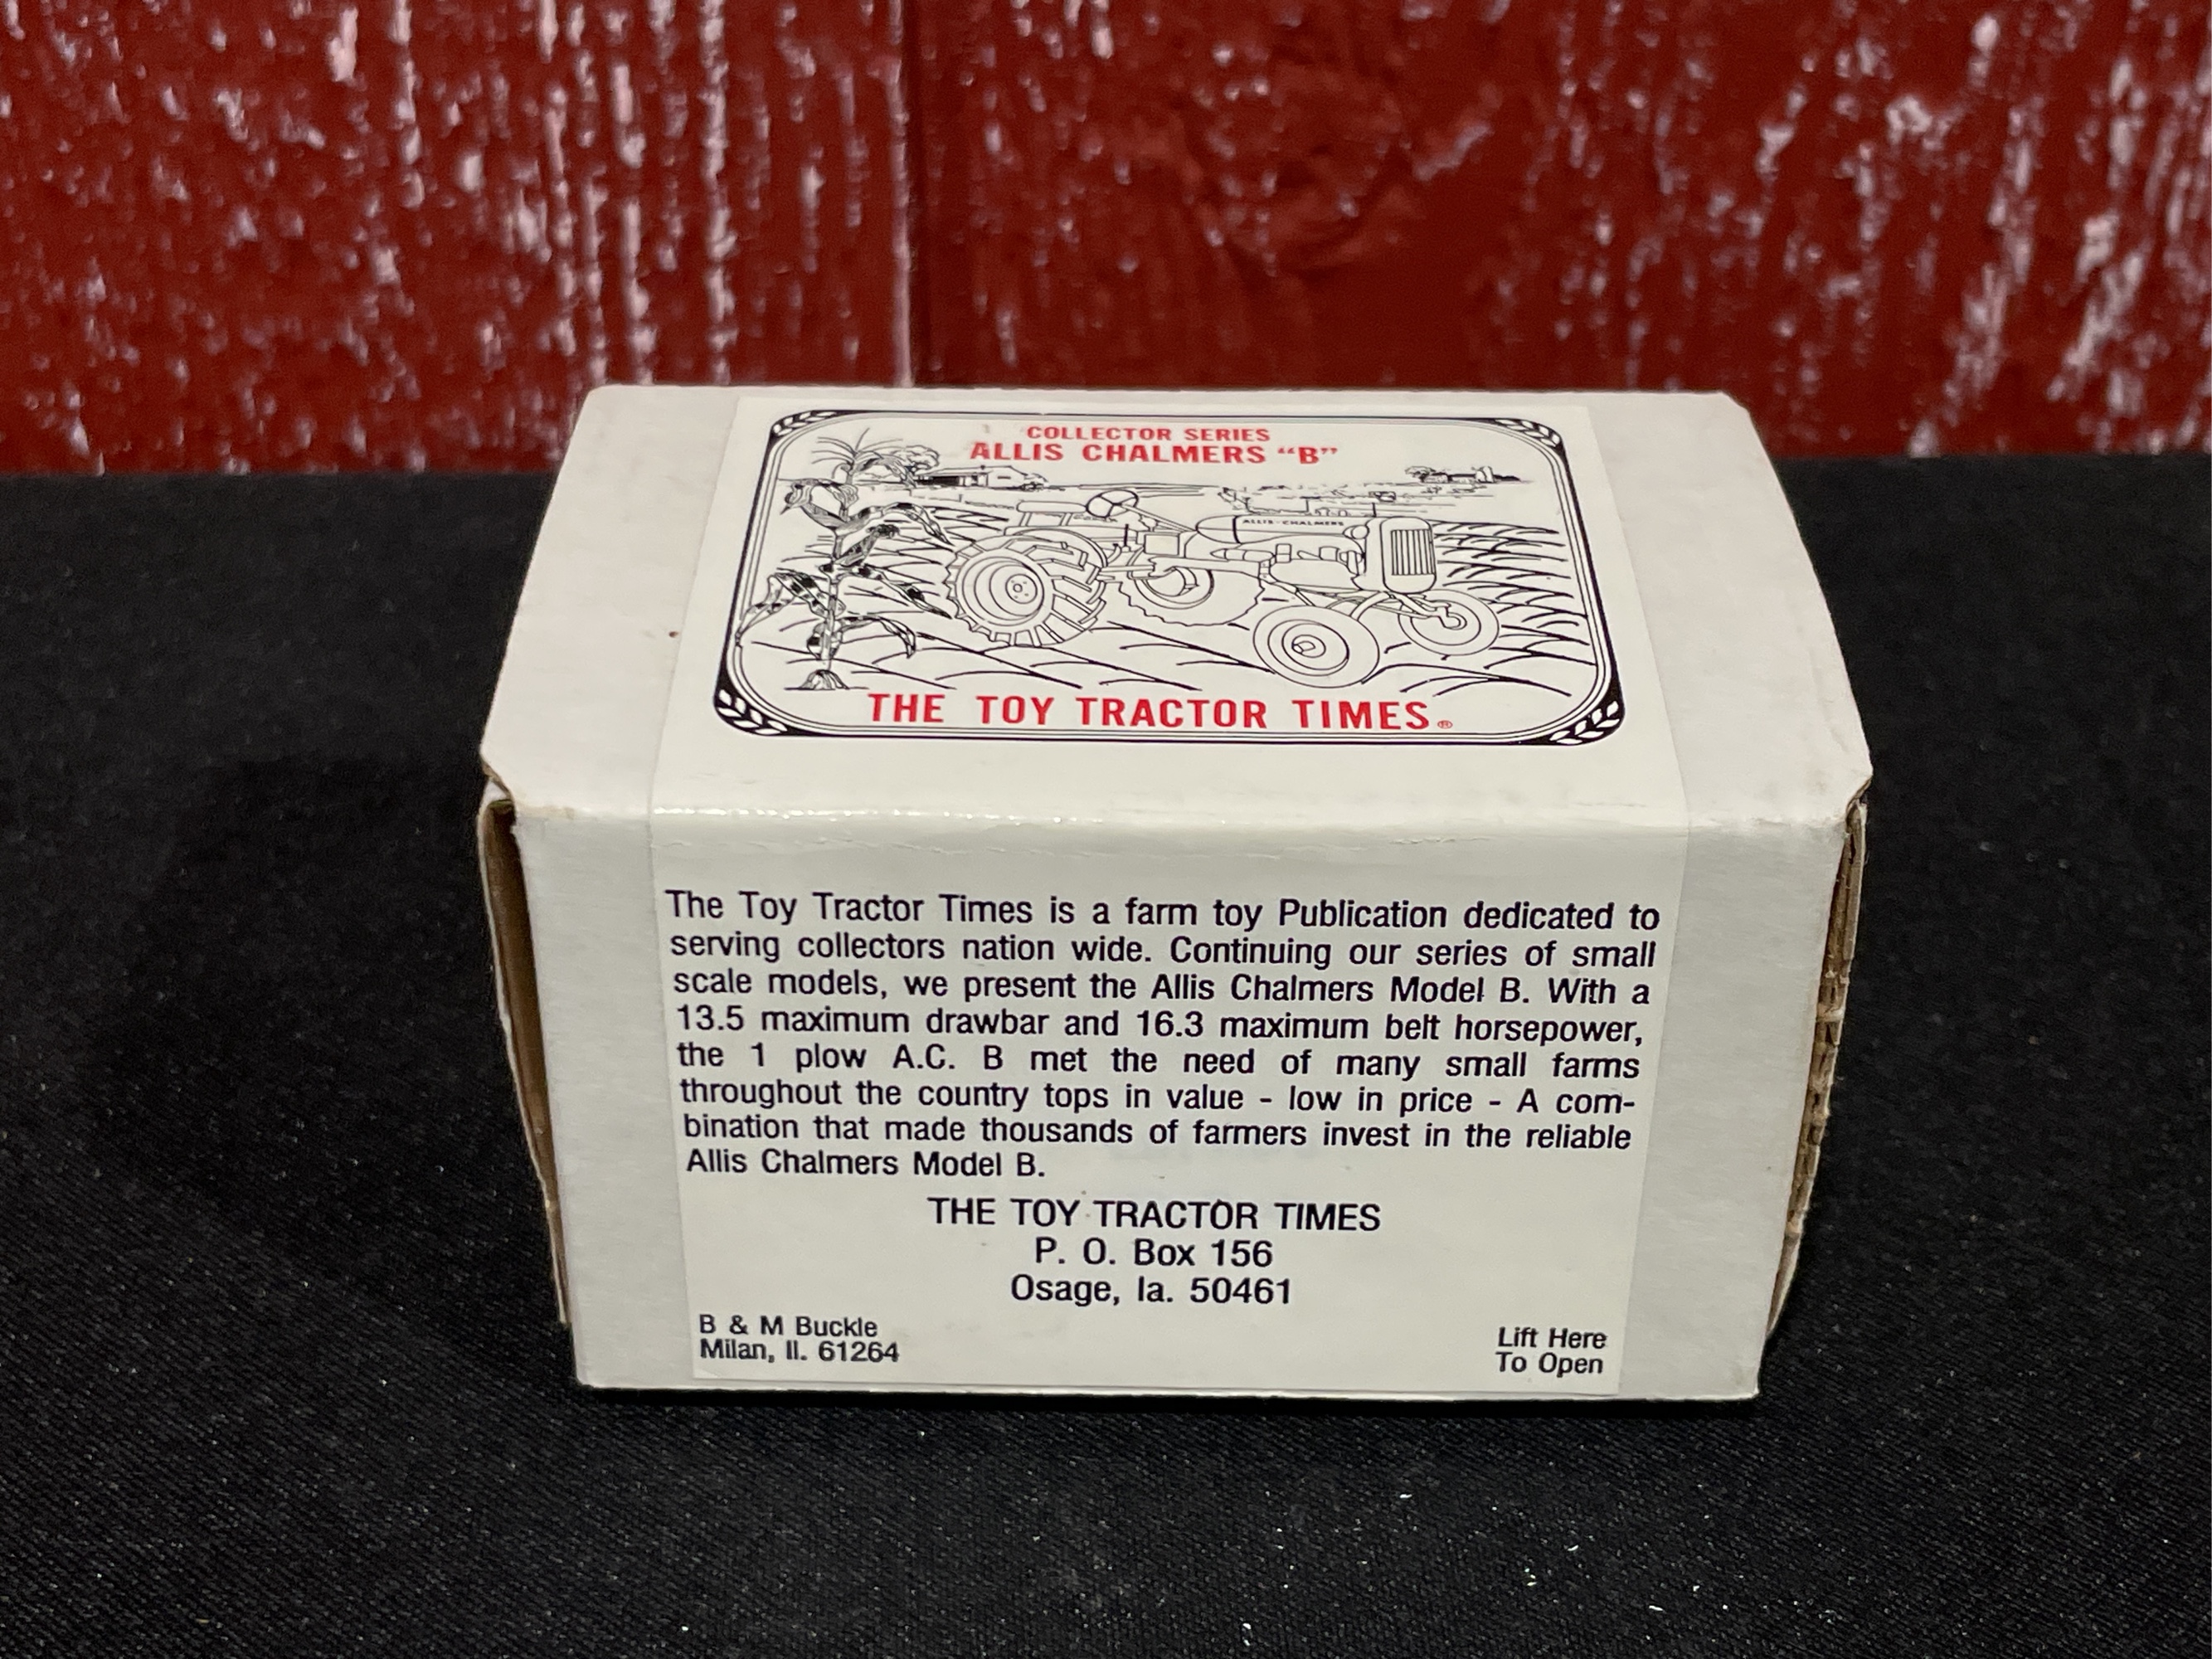 COLLECTOR SERIES
ALLIS CHALMERS “B”
ALLIS-CHALMERS
THE TOY TRACTOR TIMES®
The Toy Tractor Times is a farm toy Publication dedicated to
serving collectors nation wide. Continuing our series of small
scale models, we present the Allis Chalmers Model B. With a
13.5 maximum drawbar and 16.3 maximum belt horsepower,
the 1 plow A.C. B met the need of many small farms
throughout the country tops in value - low in price - A com-
bination that made thousands of farmers invest in the reliable
Allis Chalmers Model B.
THE TOY TRACTOR TIMES
P. O. Box 156
Osage, Ia. 50461
B & M Buckle
Milan, Il. 61264
Lift Here
To Open